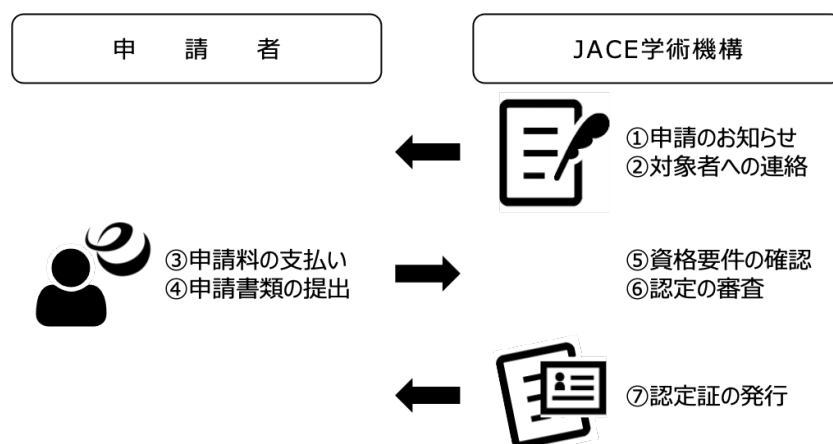 申請者
JACE学術機構
①申請のお知らせ
②対象者への連絡
③申請料の支払い
④申請書類の提出
⑤資格要件の確認
⑥認定の審査
⑦認定証の発行